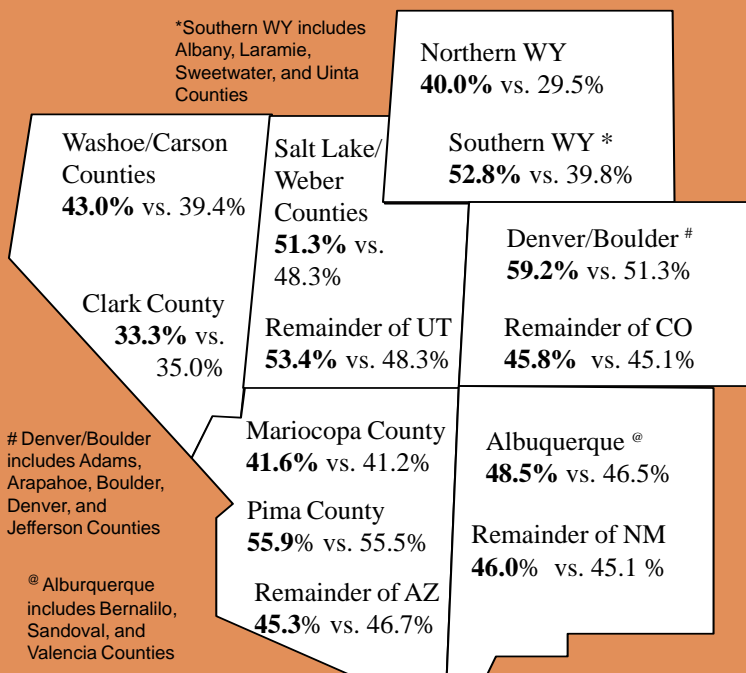 *Southern WY includes
Albany, Laramie,
Sweetwater, and Uinta
Counties
Northern WY
40.0% vs. 29.5%
Southern WY *
52.8% vs. 39.8%
Washoe/Carson
Counties
43.0% vs. 39.4%
Clark County
33.3% vs.
35.0%
Salt Lake/
Weber
Counties
51.3% vs.
48.3%
Remainder of UT
53.4% vs. 48.3%
Denver/Boulder #
59.2% vs. 51.3%
Remainder of CO
45.8% vs. 45.1%
# Denver/Boulder
includes Adams,
Arapahoe, Boulder,
Denver, and
Jefferson Counties
@ Alburquerque
includes Bernalilo,
Sandoval, and
Valencia Counties
Mariocopa County
41.6% vs. 41.2%
Pima County
55.9% vs. 55.5%
Remainder of AZ
45.3% vs. 46.7%
Albuquerque @
48.5% vs. 46.5%
Remainder of NM
46.0% vs. 45.1 %